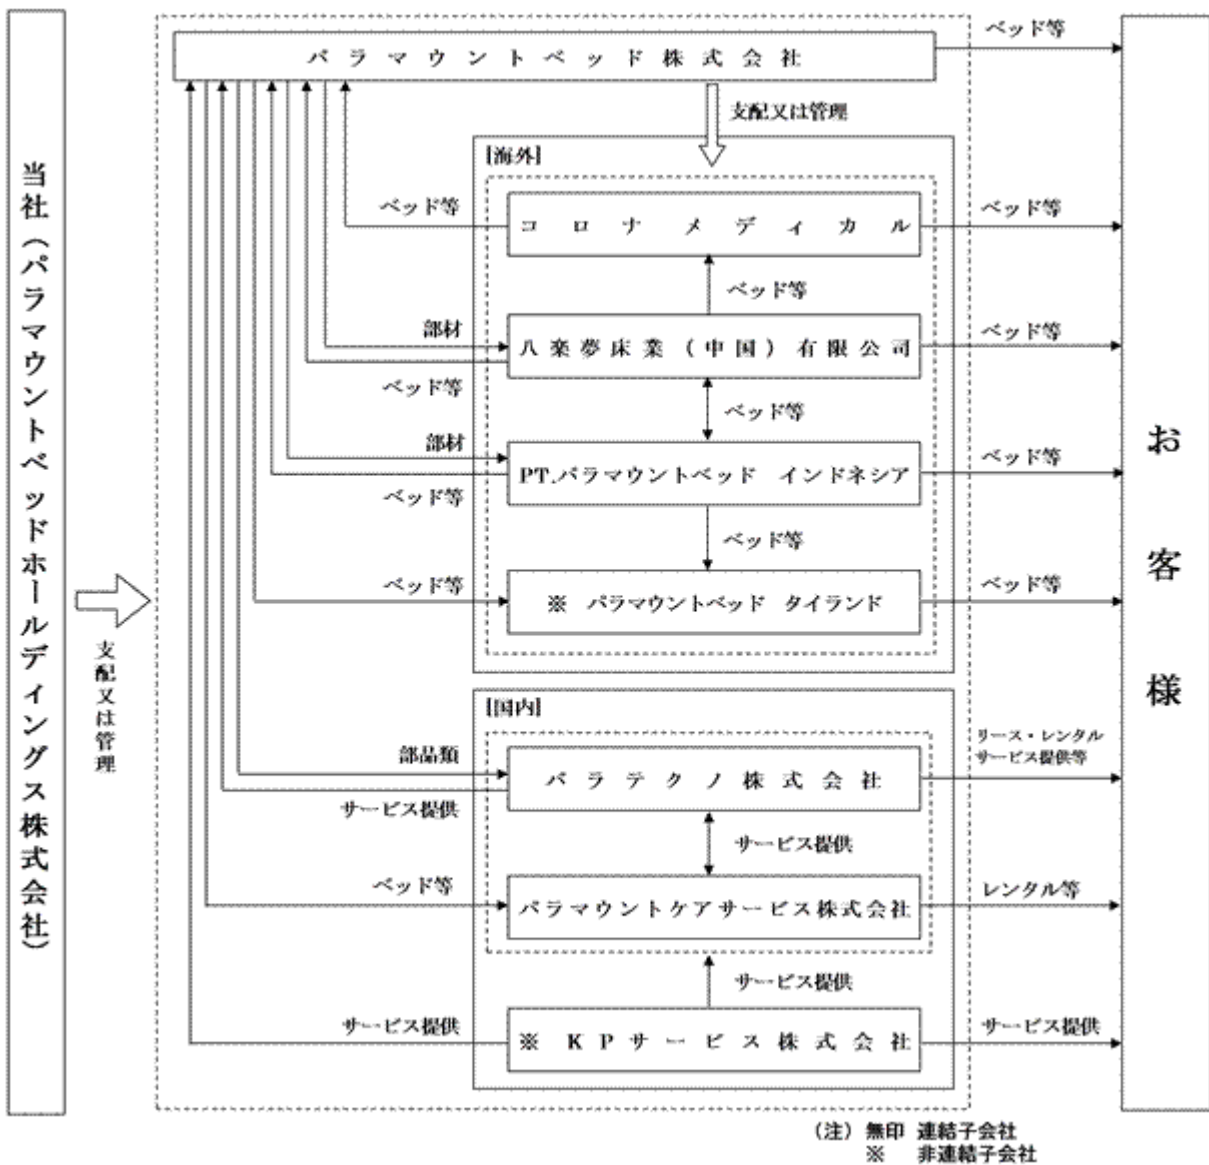 当社（パラマウントベッドホールディングス株式会社）
支配又は管理
パラマウントベッド株式会社
ベッド等
支配又は管理
[海外]
ベッド等
コロナメディカル
ベッド等
ベッド等
部材
八楽夢床業（中国）有限公司
ベッド等
ベッド等
ベッド等
部材
PT.パラマウントベッド　インドネシア
ベッド等
ベッド等
ベッド等
ベッド等
※　パラマウントベッド　タイランド
ベッド等
[国内]
部品類
パラテクノ株式会社
リース・レンタル
サービス提供等
サービス提供
サービス提供
ベッド等
パラマウントケアサービス株式会社
レンタル等
サービス提供
サービス提供
※　KPサービス株式会社
サービス提供
お客様
（注）無印　連結子会社
※　非連結子会社